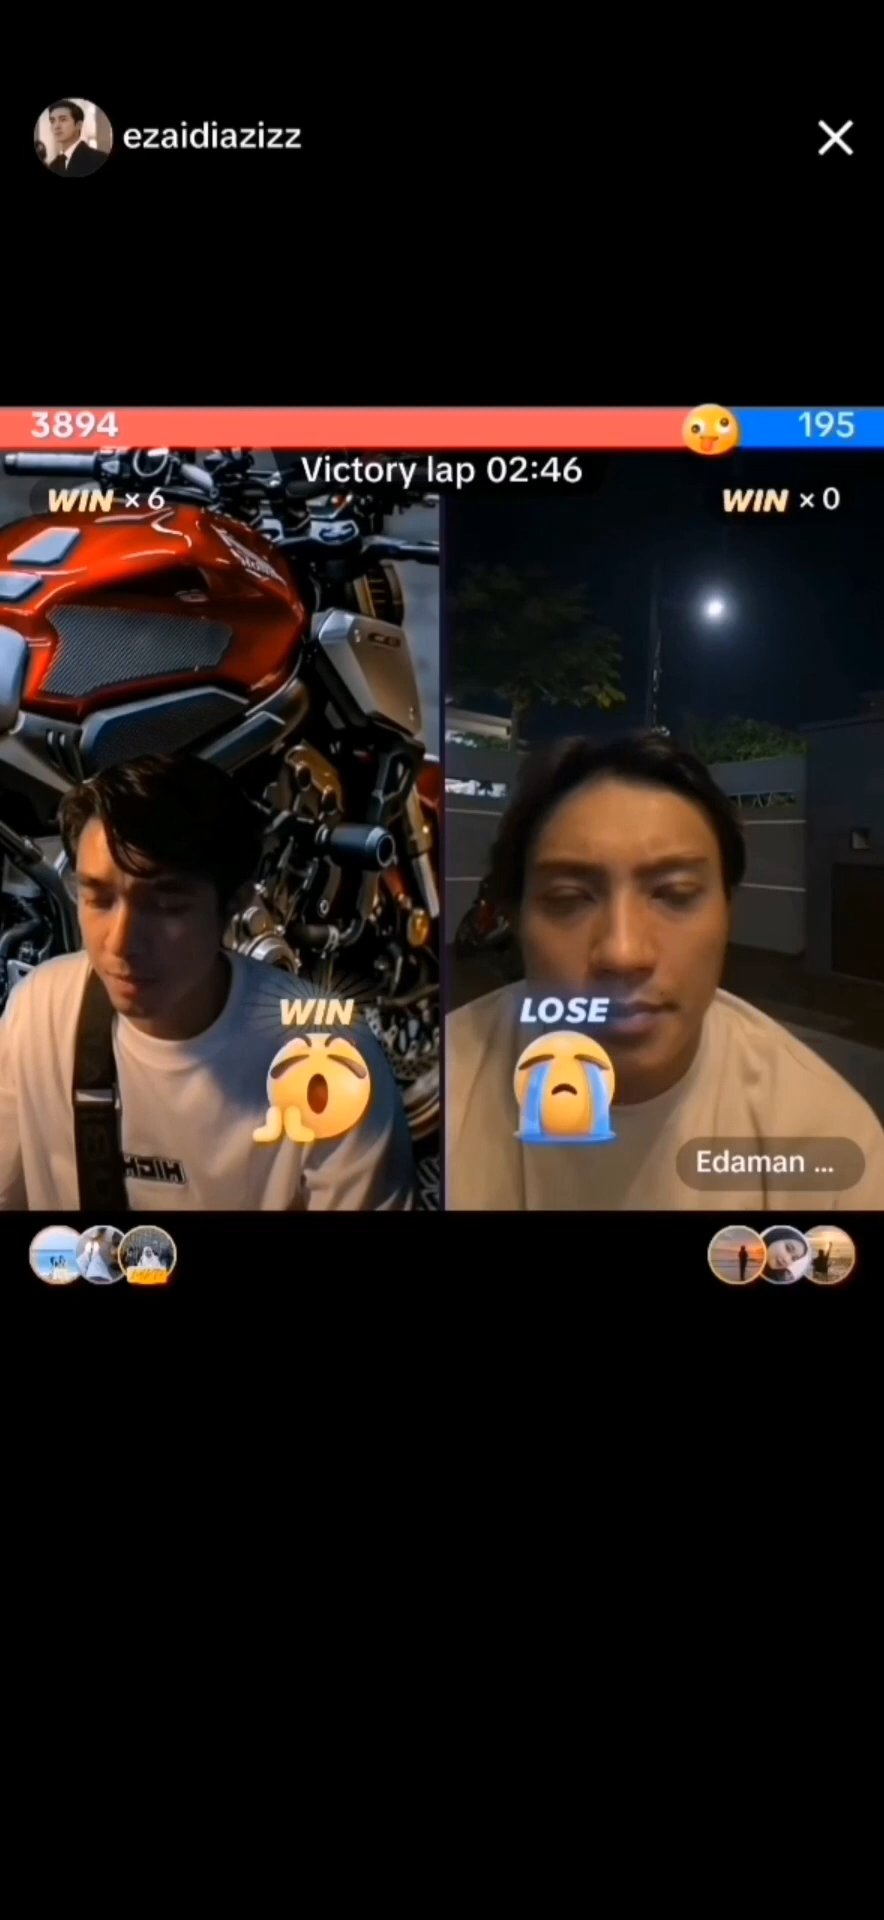 ezaidiazizz
3894
195
Victory lap 02:46
WIN × 6
WIN × 0
WIN
LOSE
Edaman ...